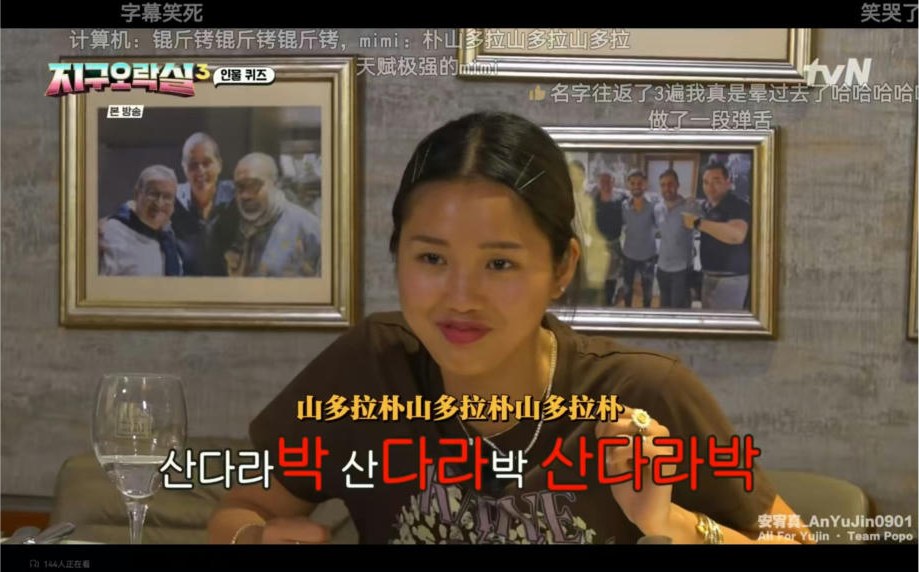 字幕笑死
笑哭了
计算机：锟斤铐锟斤铐锟斤铐，mimi：朴山多拉山多拉山多拉
天赋极强的mimi
지구오락실3
인물 퀴즈
tvN
名字往返了3遍我真是晕过去了哈哈哈哈
做了一段弹舌
본 방송
山多拉朴山多拉朴山多拉朴
산다라박 산다라박 산다라박
安宥真_AnYuJin0901
All For Yujin · Team Popo
144人正在看